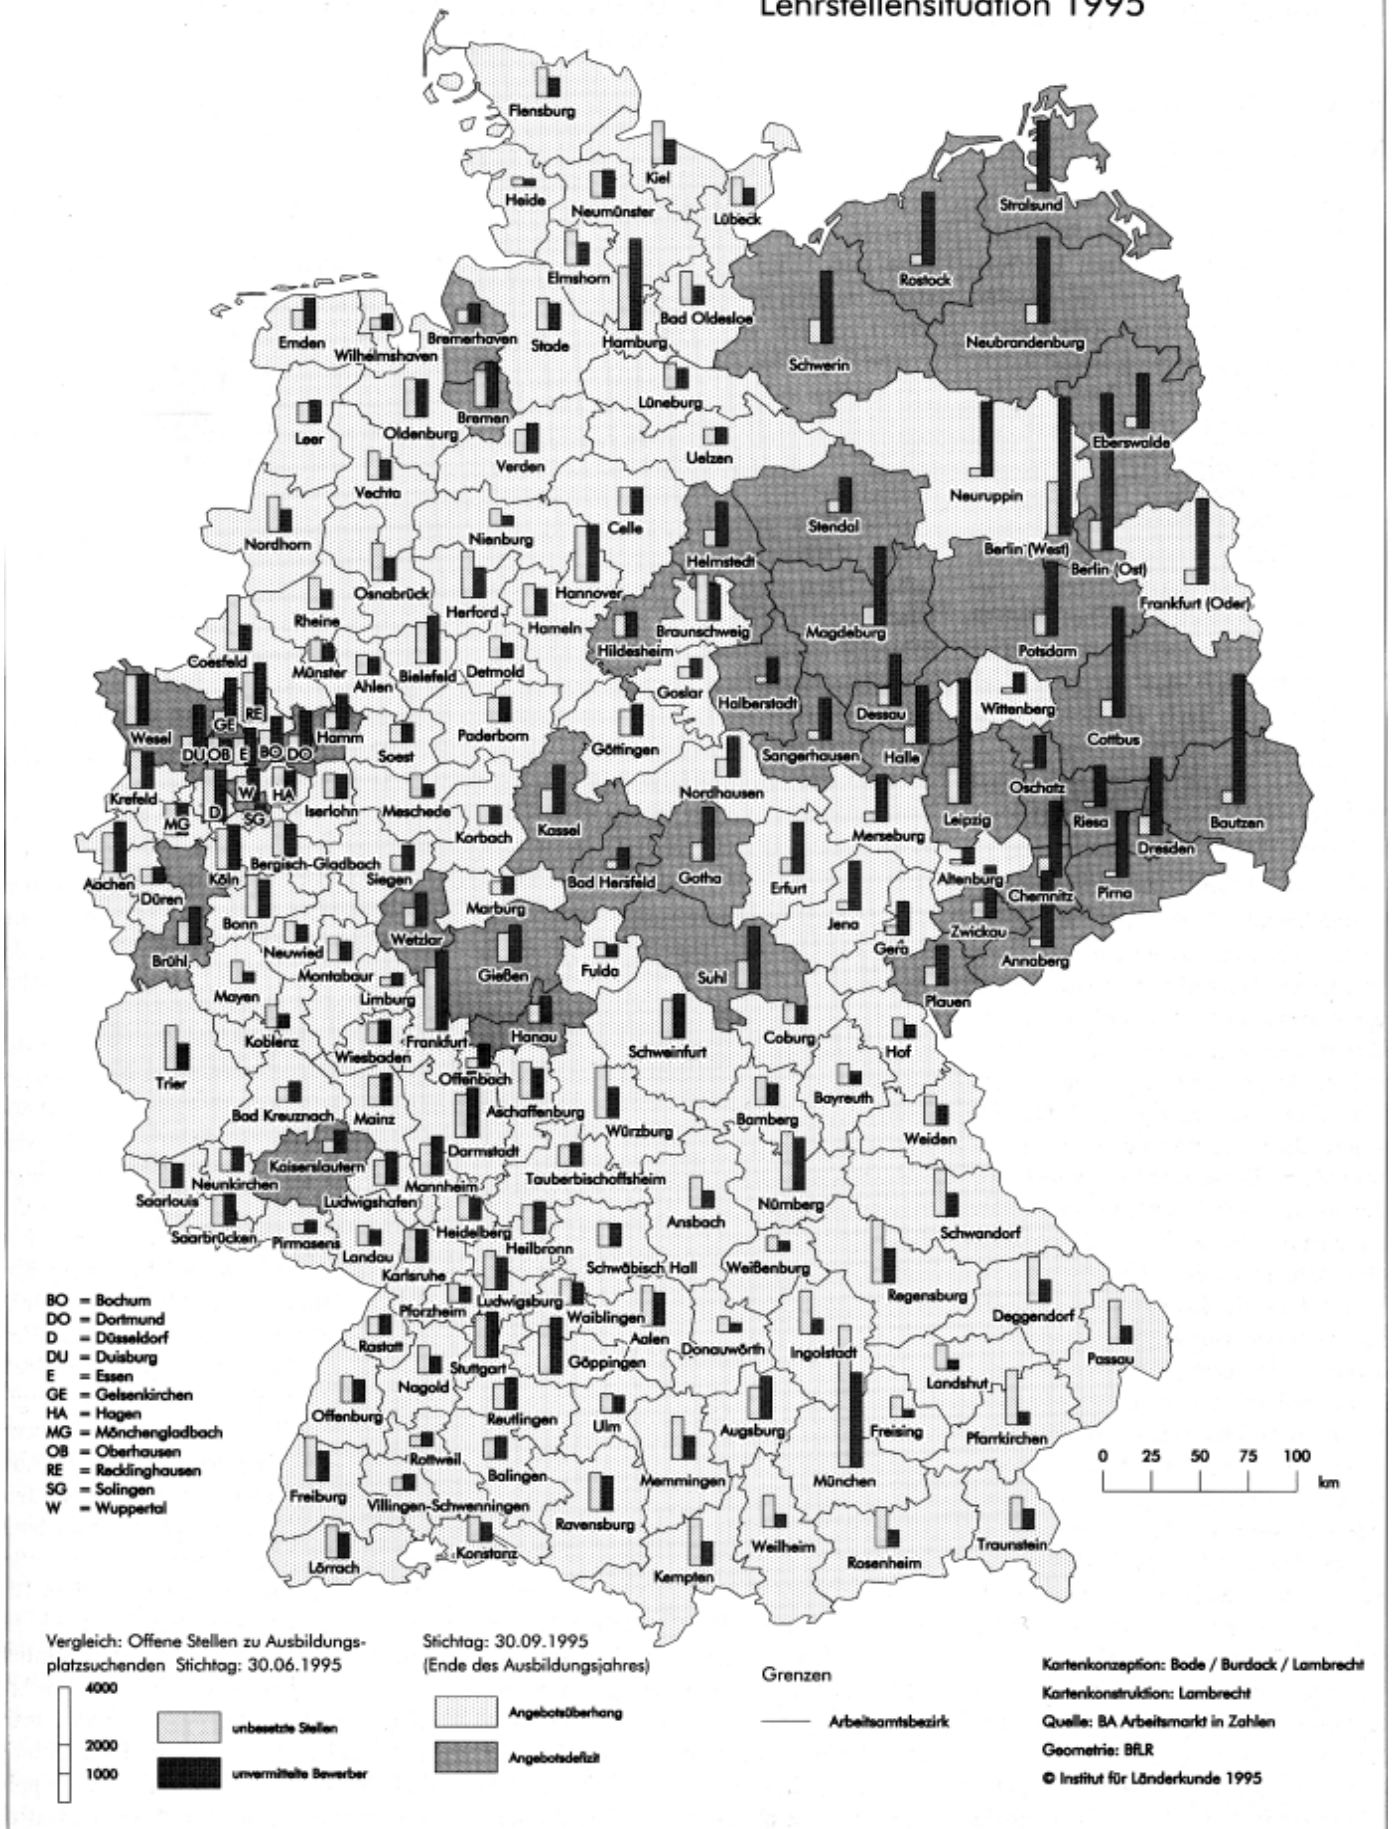 Lehrstellensituation 1995
Flensburg
Kiel
Heide
Neumünster
Lübeck
Stralsund
Elmshorn
Rostock
Bad Oldesloe
Emden
Wilhelmshaven
Bremerhaven
Stade
Hamburg
Neubrandenburg
Schwerin
Lüneburg
Bremen
Leer
Oldenburg
Verden
Uelzen
Eberswalde
Vechta
Neuruppin
Celle
Stendal
Nordhorn
Nienburg
Berlin (West)
Helmstedt
Berlin (Ost)
Osnabrück
Herford
Hannover
Frankfurt (Oder)
Rheine
Hameln
Braunschweig
Magdeburg
Hildesheim
Potsdam
Coesfeld
Münster
Ahlen
Bielefeld
Detmold
Goslar
Halberstadt
Dessau
Wittenberg
RE
GE
Wesel
Hamm
Paderborn
Göttingen
Cottbus
DU
OB
E
BO
DO
Soest
Sangerhausen
Halle
Krefeld
W
HA
Iserlohn
Meschede
Nordhausen
Oschatz
MG
D
SG
Korbach
Kassel
Merseburg
Leipzig
Riesa
Bautzen
Dresden
Bergisch-Gladbach
Aachen
Köln
Siegen
Bad Hersfeld
Gotha
Erfurt
Altenburg
Düren
Chemnitz
Pirna
Marburg
Bonn
Jena
Wetzlar
Zwickau
Neuwied
Gera
Brühl
Montabaur
Gießen
Fulda
Suhl
Annaberg
Mayen
Limburg
Plauen
Koblenz
Wiesbaden
Frankfurt
Hanau
Schweinfurt
Coburg
Hof
Trier
Offenbach
Bad Kreuznach
Mainz
Aschaffenburg
Würzburg
Bamberg
Bayreuth
Weiden
Darmstadt
Kaiserslautern
Neunkirchen
Mannheim
Tauberbischoffsheim
Saarlouis
Ludwigshafen
Nürnberg
Ansbach
Schwandorf
Saarbrücken
Pirmasens
Landau
Heidelberg
Heilbronn
Karlsruhe
Schwäbisch Hall
Weißenburg
Regensburg
Pforzheim
Ludwigsburg
Waiblingen
Deggendorf
Rastatt
Aalen
Donauwörth
Ingolstadt
Passau
Stuttgart
Göppingen
Nagold
Landshut
Offenburg
Reutlingen
Ulm
Augsburg
Freising
Pfarrkirchen
Rottweil
Balingen
Memmingen
München
Freiburg
Villingen-Schwenningen
Ravensburg
Weilheim
Traunstein
Lörrach
Konstanz
Kempten
Rosenheim
BO = Bochum
DO = Dortmund
D = Düsseldorf
DU = Duisburg
E = Essen
GE = Gelsenkirchen
HA = Hagen
MG = Mönchengladbach
OB = Oberhausen
RE = Recklinghausen
SG = Solingen
W = Wuppertal
0 25 50 75 100
km
Vergleich: Offene Stellen zu Ausbildungs-
platzsuchenden Stichtag: 30.06.1995
4000
2000
1000
unbesetzte Stellen
unvermittelte Bewerber
Stichtag: 30.09.1995
(Ende des Ausbildungsjahres)
Angebotsüberhang
Angebotsdefizit
Grenzen
Arbeitsamtsbezirk
Kartenkonzeption: Bode / Burdack / Lambrecht
Kartenkonstruktion: Lambrecht
Quelle: BA Arbeitsmarkt in Zahlen
Geometrie: BfLR
© Institut für Länderkunde 1995